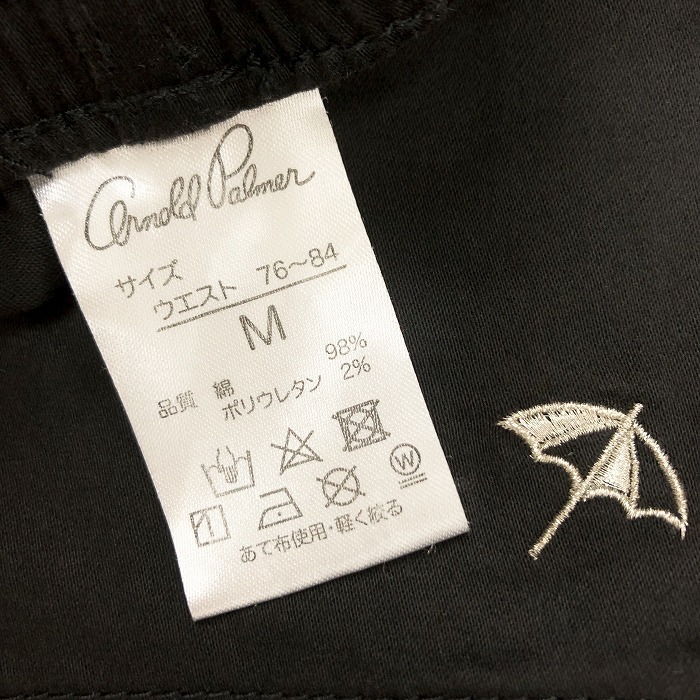 Arnold Palmer
サイズ
ウエスト 76～84
M
品質 綿 98%
ポリウレタン 2%
W
あて布使用・軽く絞る